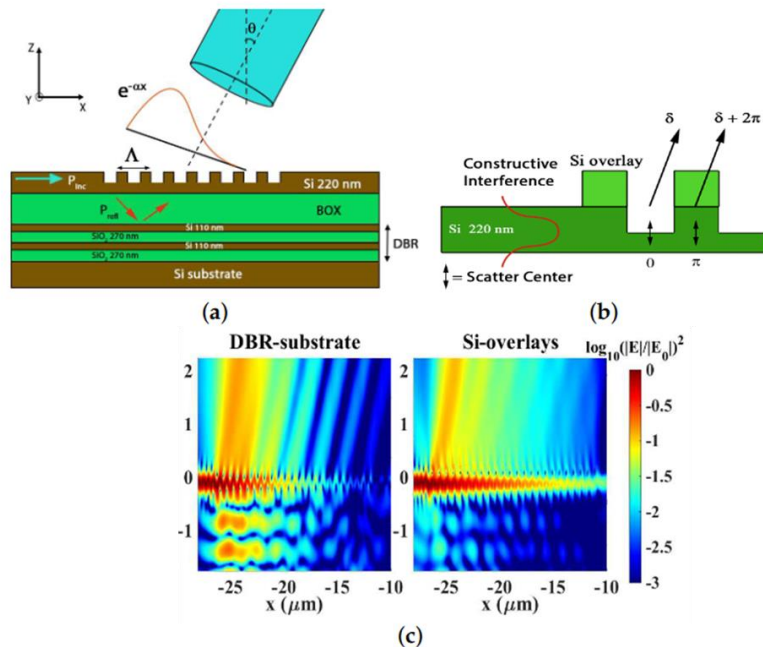 θ
Z
Y
X
e^-αx
Λ
P_inc
Si 220 nm
P_refl
BOX
Si 110 nm
SiO₂ 270 nm
Si 110 nm
SiO₂ 270 nm
DBR
Si substrate
(a)
δ
δ + 2π
Si overlay
Constructive
Interference
Si 220 nm
0
π
= Scatter Center
(b)
DBR-substrate
Si-overlays
log₁₀(|E|/|E₀|)²
2
1
0
-1
-25
-20
-15
-10
x (μm)
2
1
0
-1
-25
-20
-15
-10
x (μm)
0
-0.5
-1
-1.5
-2
-2.5
-3
(c)